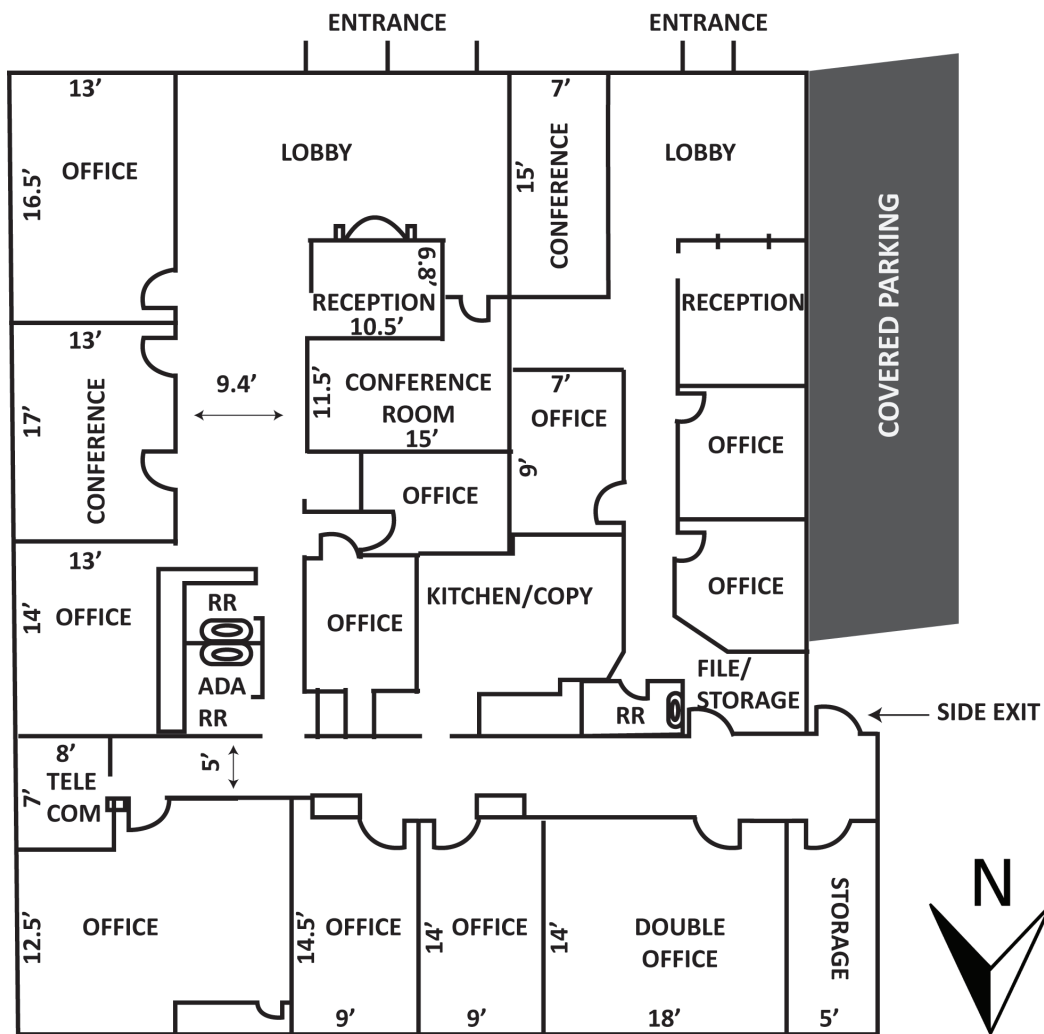 ENTRANCE
ENTRANCE
13’
16.5’
OFFICE
LOBBY
7’
15’
CONFERENCE
LOBBY
COVERED PARKING
6.8’
RECEPTION
10.5’
RECEPTION
13’
17’
CONFERENCE
9.4’
11.5’
CONFERENCE
ROOM
15’
7’
OFFICE
9’
OFFICE
OFFICE
13’
14’
OFFICE
RR
ADA
RR
OFFICE
KITCHEN/COPY
OFFICE
FILE/
STORAGE
RR
SIDE EXIT
8’
7’
TELE
COM
5’
12.5’
OFFICE
14.5’
OFFICE
9’
14’
OFFICE
9’
14’
DOUBLE
OFFICE
18’
STORAGE
5’
N